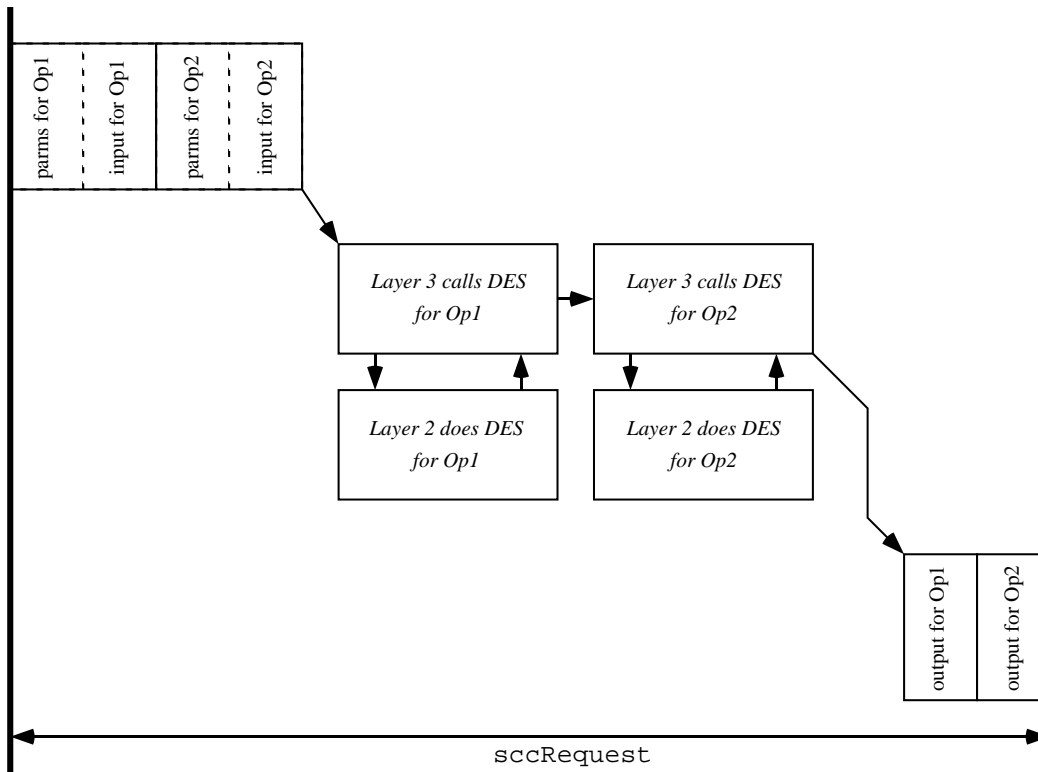 parms for Op1
input for Op1
parms for Op2
input for Op2
Layer 3 calls DES
for Op1
Layer 3 calls DES
for Op2
Layer 2 does DES
for Op1
Layer 2 does DES
for Op2
output for Op1
output for Op2
sccRequest